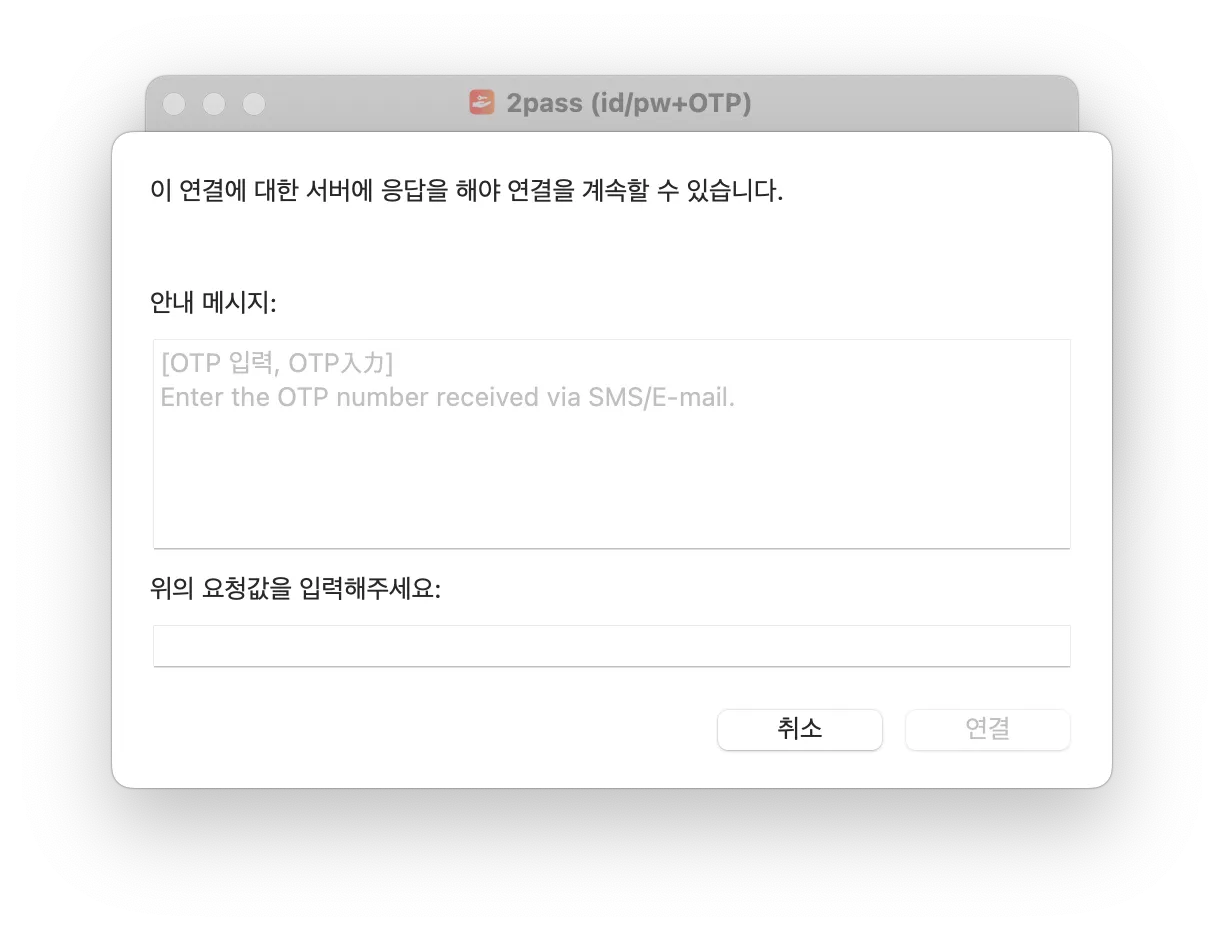 2pass (id/pw+OTP)
이 연결에 대한 서버에 응답을 해야 연결을 계속할 수 있습니다.
안내 메시지:
[OTP 입력, OTP入力]
Enter the OTP number received via SMS/E-mail.
위의 요청값을 입력해주세요:
취소
연결